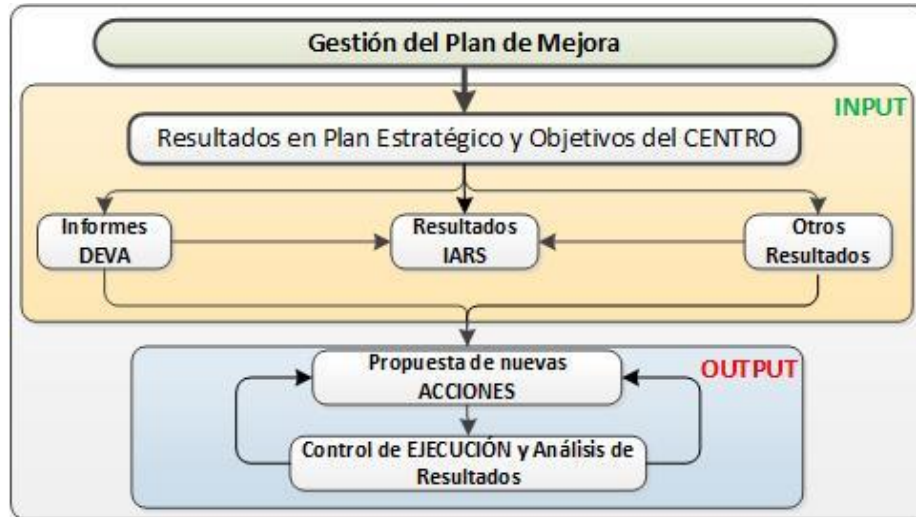 Gestión del Plan de Mejora
INPUT
Resultados en Plan Estratégico y Objetivos del CENTRO
Informes
DEVA
Resultados
IARS
Otros
Resultados
Propuesta de nuevas
ACCIONES
OUTPUT
Control de EJECUCIÓN y Análisis de
Resultados